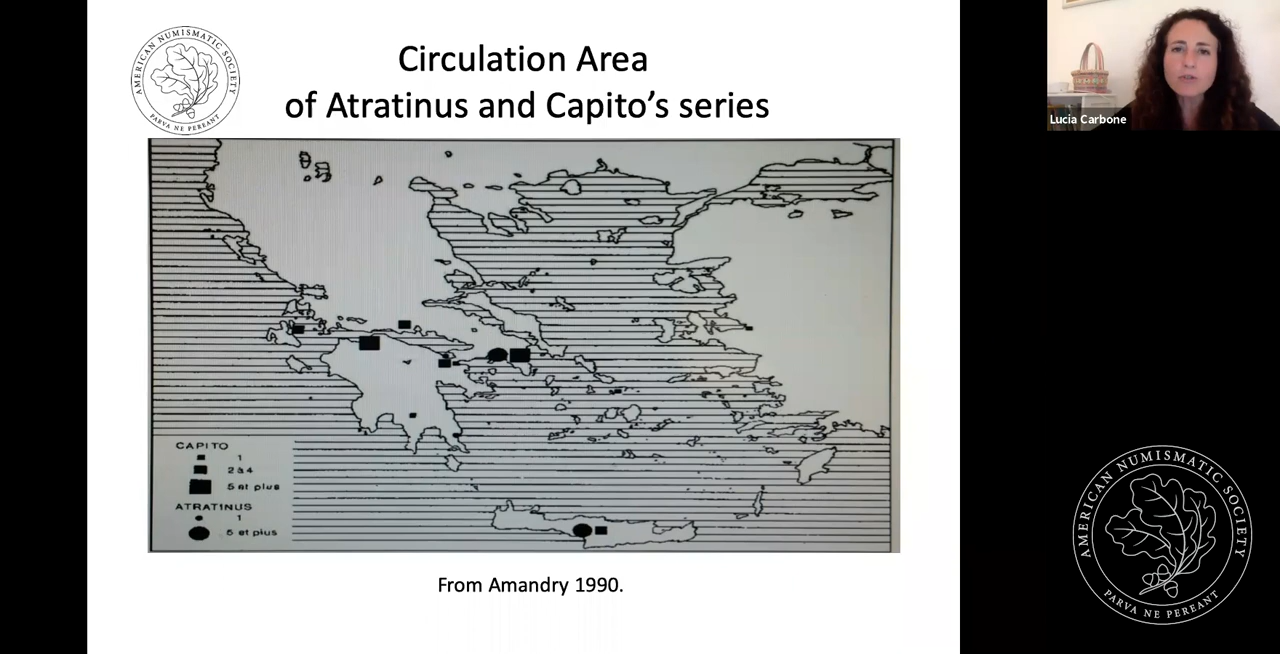 AMERICAN NUMISMATIC SOCIETY
PARVA NE PEREANT
Circulation Area
of Atratinus and Capito’s series
Lucia Carbone
CAPITO
1
2 à 4
5 et plus
ATRATINUS
1
5 et plus
From Amandry 1990.
AMERICAN NUMISMATIC SOCIETY
PARVA NE PEREANT